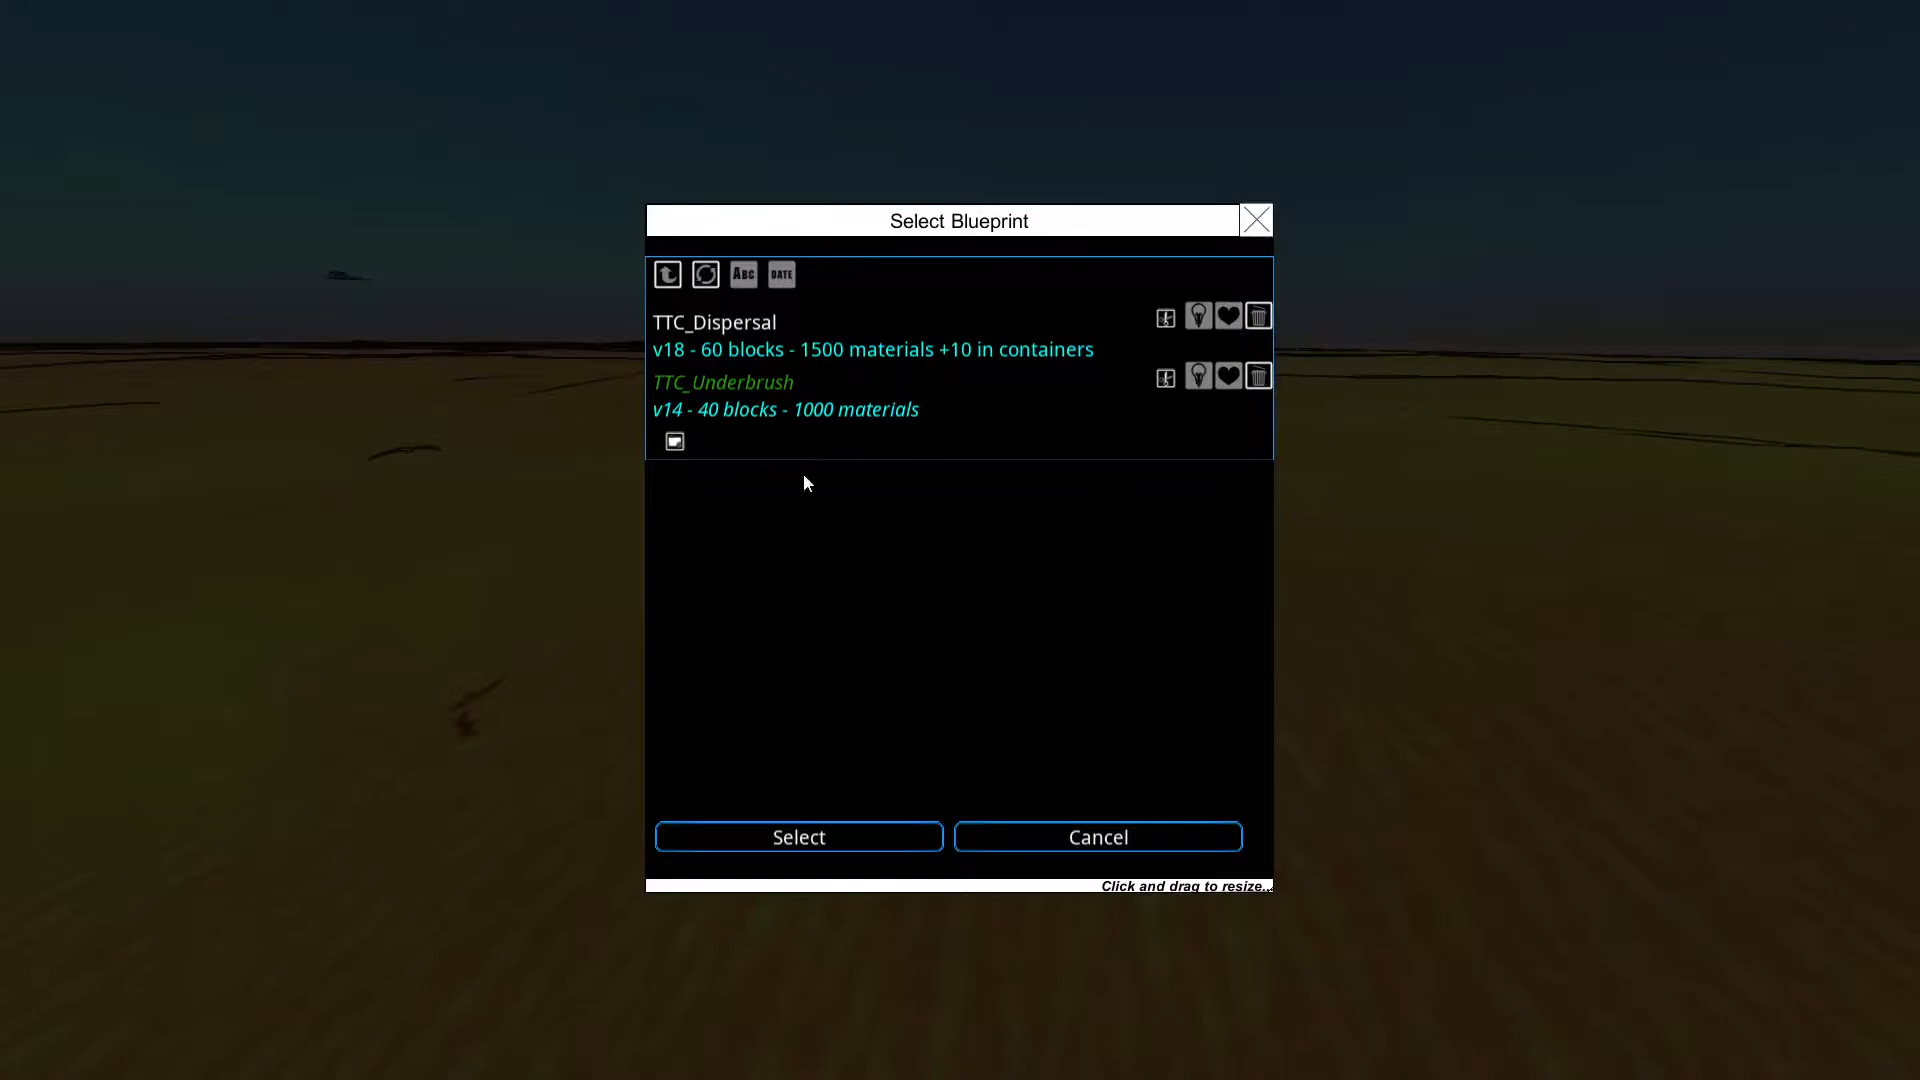 Select Blueprint
ABC DATE
TTC_Dispersal
v18 - 60 blocks - 1500 materials +10 in containers
TTC_Underbrush
v14 - 40 blocks - 1000 materials
Select Cancel
Click and drag to resize...